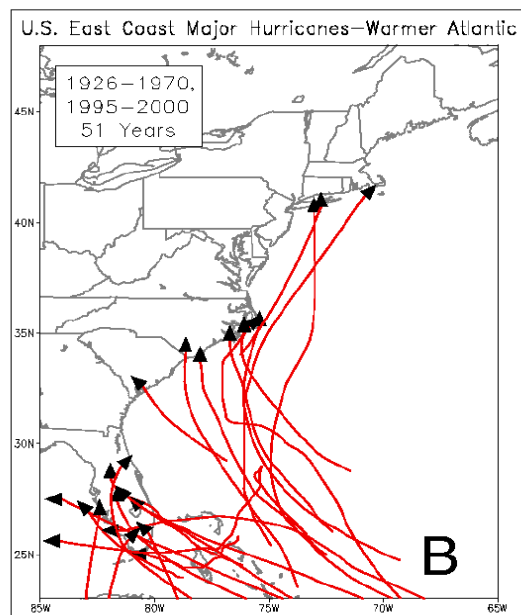 U.S. East Coast Major Hurricanes-Warmer Atlantic
1926-1970,
1995-2000
51 Years
45N
40N
35N
30N
25N
B
85W 80W 75W 70W 65W